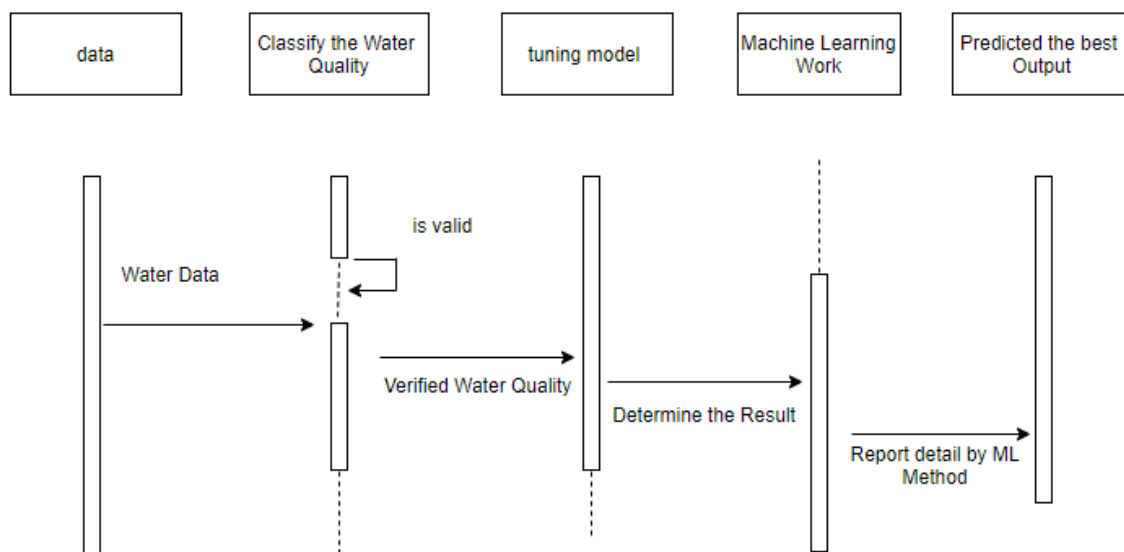 data
Classify the Water
Quality
tuning model
Machine Learning
Work
Predicted the best
Output
is valid
Water Data
Verified Water Quality
Determine the Result
Report detail by ML
Method